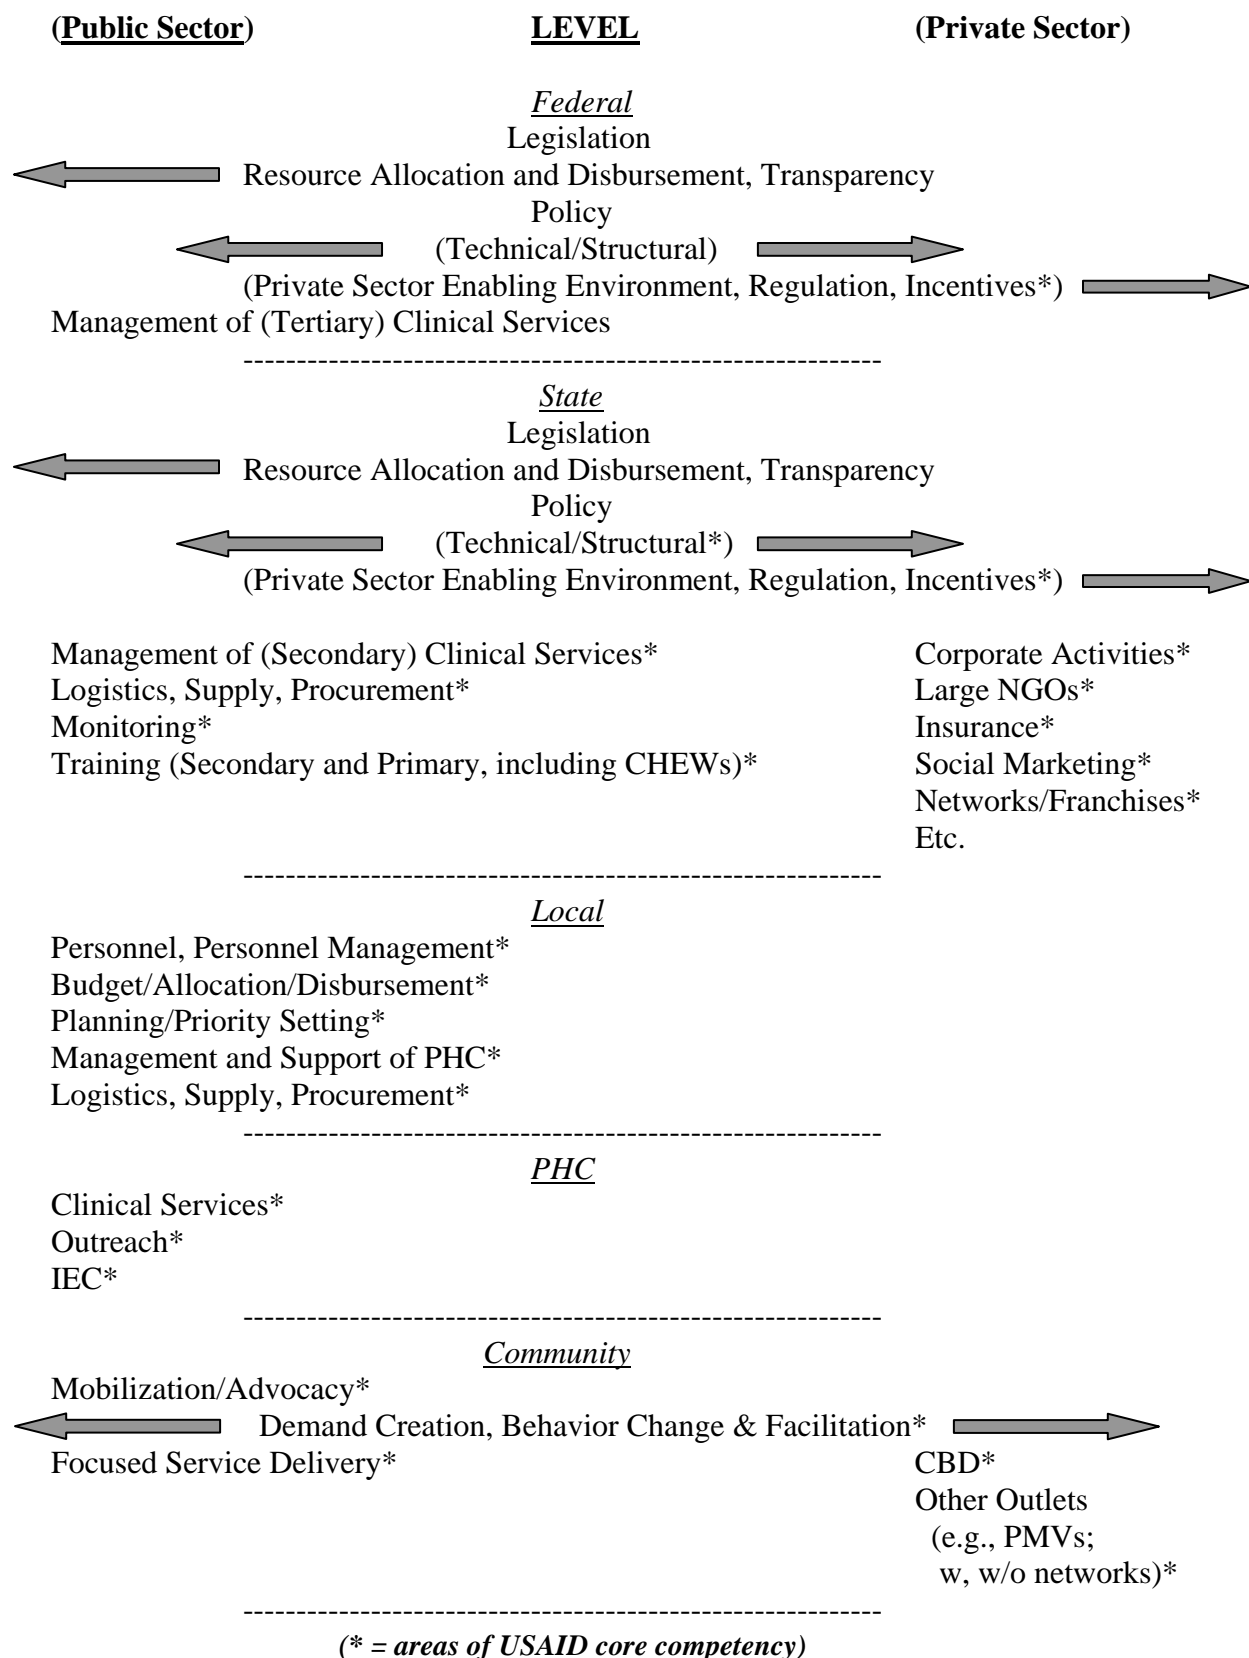 (Public Sector) LEVEL (Private Sector)
Federal
Legislation
Resource Allocation and Disbursement, Transparency
Policy
(Technical/Structural)
(Private Sector Enabling Environment, Regulation, Incentives*)
Management of (Tertiary) Clinical Services
------------------------------------------------------------
State
Legislation
Resource Allocation and Disbursement, Transparency
Policy
(Technical/Structural*)
(Private Sector Enabling Environment, Regulation, Incentives*)
Management of (Secondary) Clinical Services* Corporate Activities*
Logistics, Supply, Procurement* Large NGOs*
Monitoring* Insurance*
Training (Secondary and Primary, including CHEWs)* Social Marketing*
Networks/Franchises*
Etc.
------------------------------------------------------------
Local
Personnel, Personnel Management*
Budget/Allocation/Disbursement*
Planning/Priority Setting*
Management and Support of PHC*
Logistics, Supply, Procurement*
------------------------------------------------------------
PHC
Clinical Services*
Outreach*
IEC*
------------------------------------------------------------
Community
Mobilization/Advocacy*
Demand Creation, Behavior Change & Facilitation*
Focused Service Delivery* CBD*
Other Outlets
(e.g., PMVs;
w, w/o networks)*
------------------------------------------------------------
(* = areas of USAID core competency)